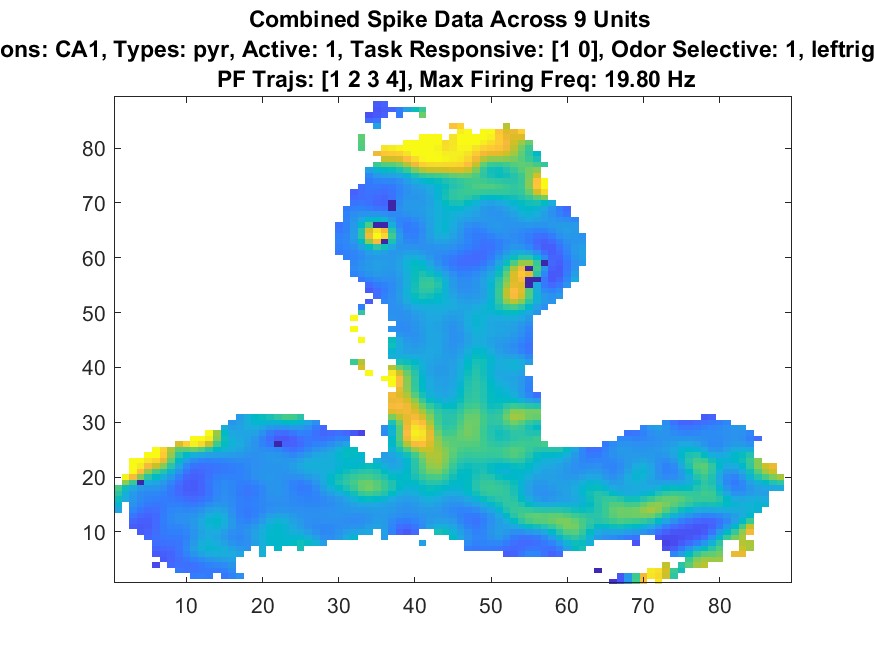 Combined Spike Data Across 9 Units
ons: CA1, Types: pyr, Active: 1, Task Responsive: [1 0], Odor Selective: 1, leftrig
PF Trajs: [1 2 3 4], Max Firing Freq: 19.80 Hz
80
70
60
50
40
30
20
10
10 20 30 40 50 60 70 80